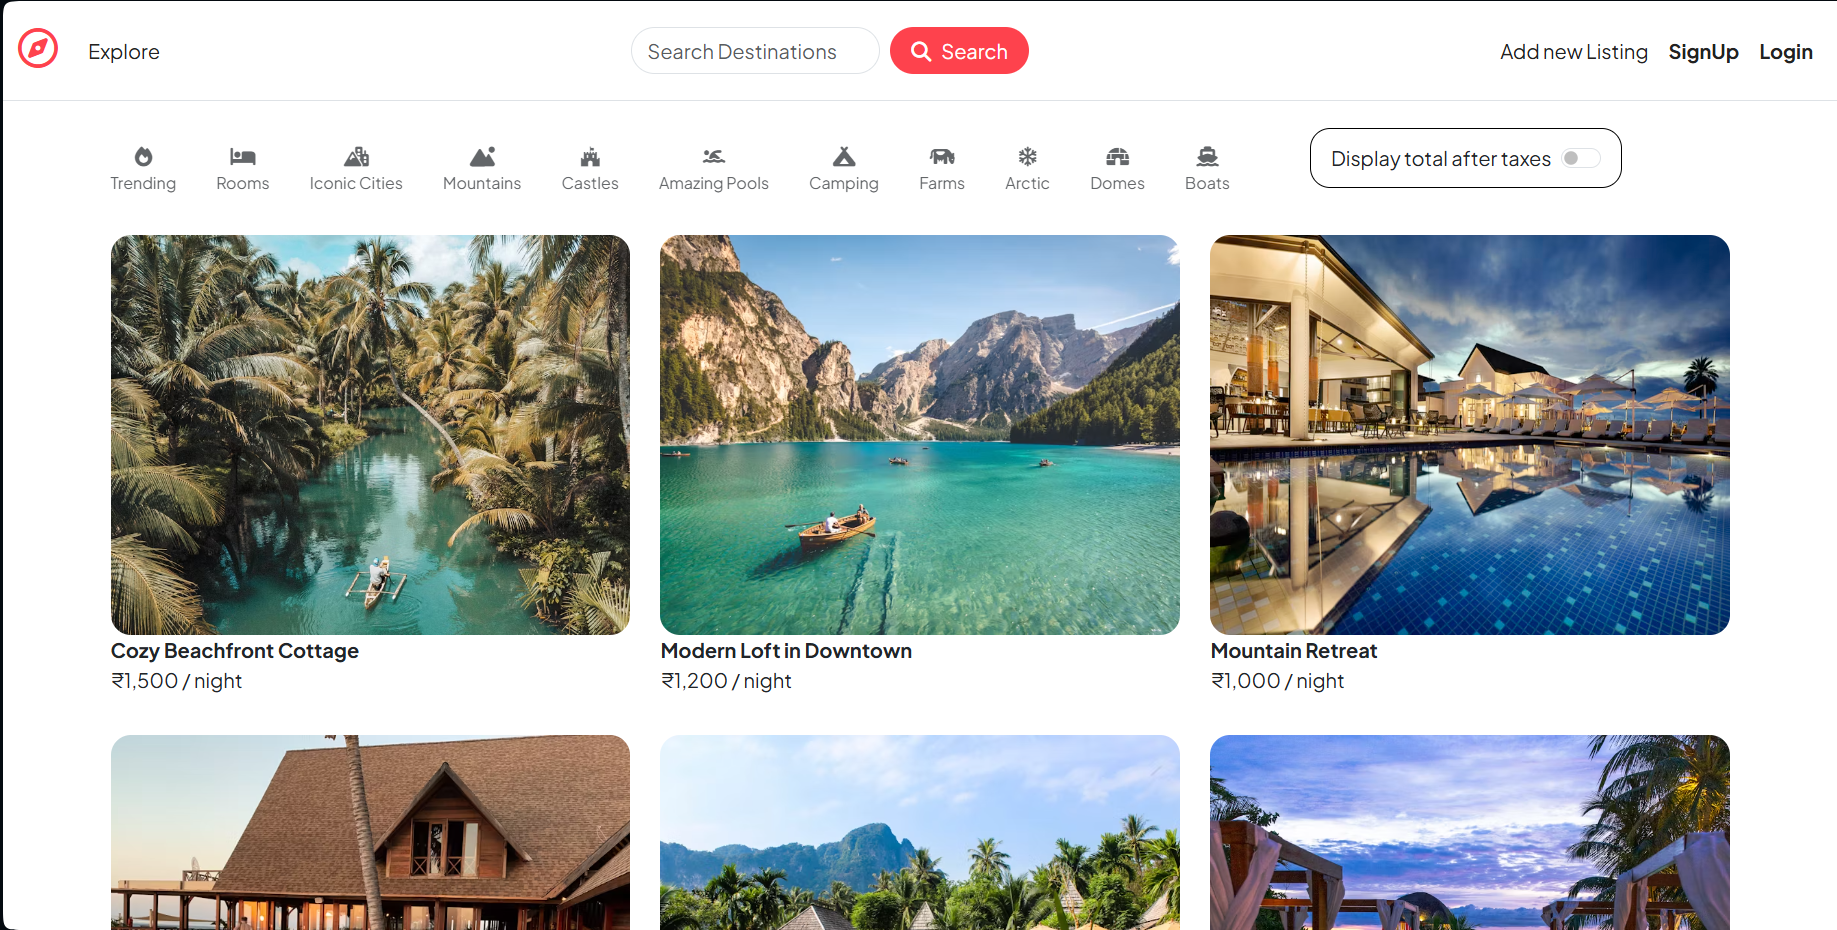 Explore
Search Destinations
Search
Add new Listing
SignUp
Login
Trending
Rooms
Iconic Cities
Mountains
Castles
Amazing Pools
Camping
Farms
Arctic
Domes
Boats
Display total after taxes
Cozy Beachfront Cottage
₹1,500 / night
Modern Loft in Downtown
₹1,200 / night
Mountain Retreat
₹1,000 / night